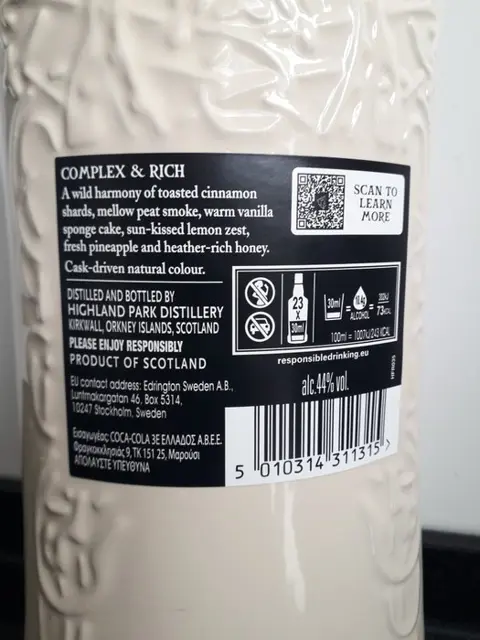 COMPLEX & RICH
A wild harmony of toasted cinnamon
shards, mellow peat smoke, warm vanilla
sponge cake, sun-kissed lemon zest,
fresh pineapple and heather-rich honey.
Cask-driven natural colour.
DISTILLED AND BOTTLED BY
HIGHLAND PARK DISTILLERY
KIRKWALL, ORKNEY ISLANDS, SCOTLAND
PLEASE ENJOY RESPONSIBLY
PRODUCT OF SCOTLAND
EU contact address: Edrington Sweden A.B.,
Luntmakargatan 46, Box 5314,
10247 Stockholm, Sweden
Εισαγωγέας: COCA-COLA 3E ΕΛΛΑΔΟΣ Α.Β.Ε.Ε.
Φραγκοκκλησιάς 9, ΤΚ 151 25, Μαρούσι
ΑΠΟΛΑΥΣΤΕ ΥΠΕΥΘΥΝΑ
SCAN TO
LEARN
MORE
23
X
30ml
30ml = ALCOHOL =
73KCAL
100ml = 1007kJ/243 KCAL
responsibledrinking.eu
alc.44% vol.
5 010314 311315 >